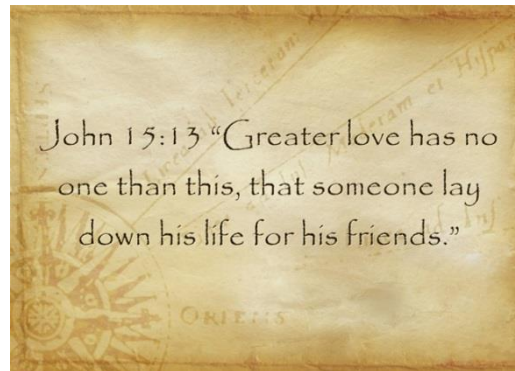 John 15:13 “Greater love has no
one than this, that someone lay
down his life for his friends.”
ORIENS